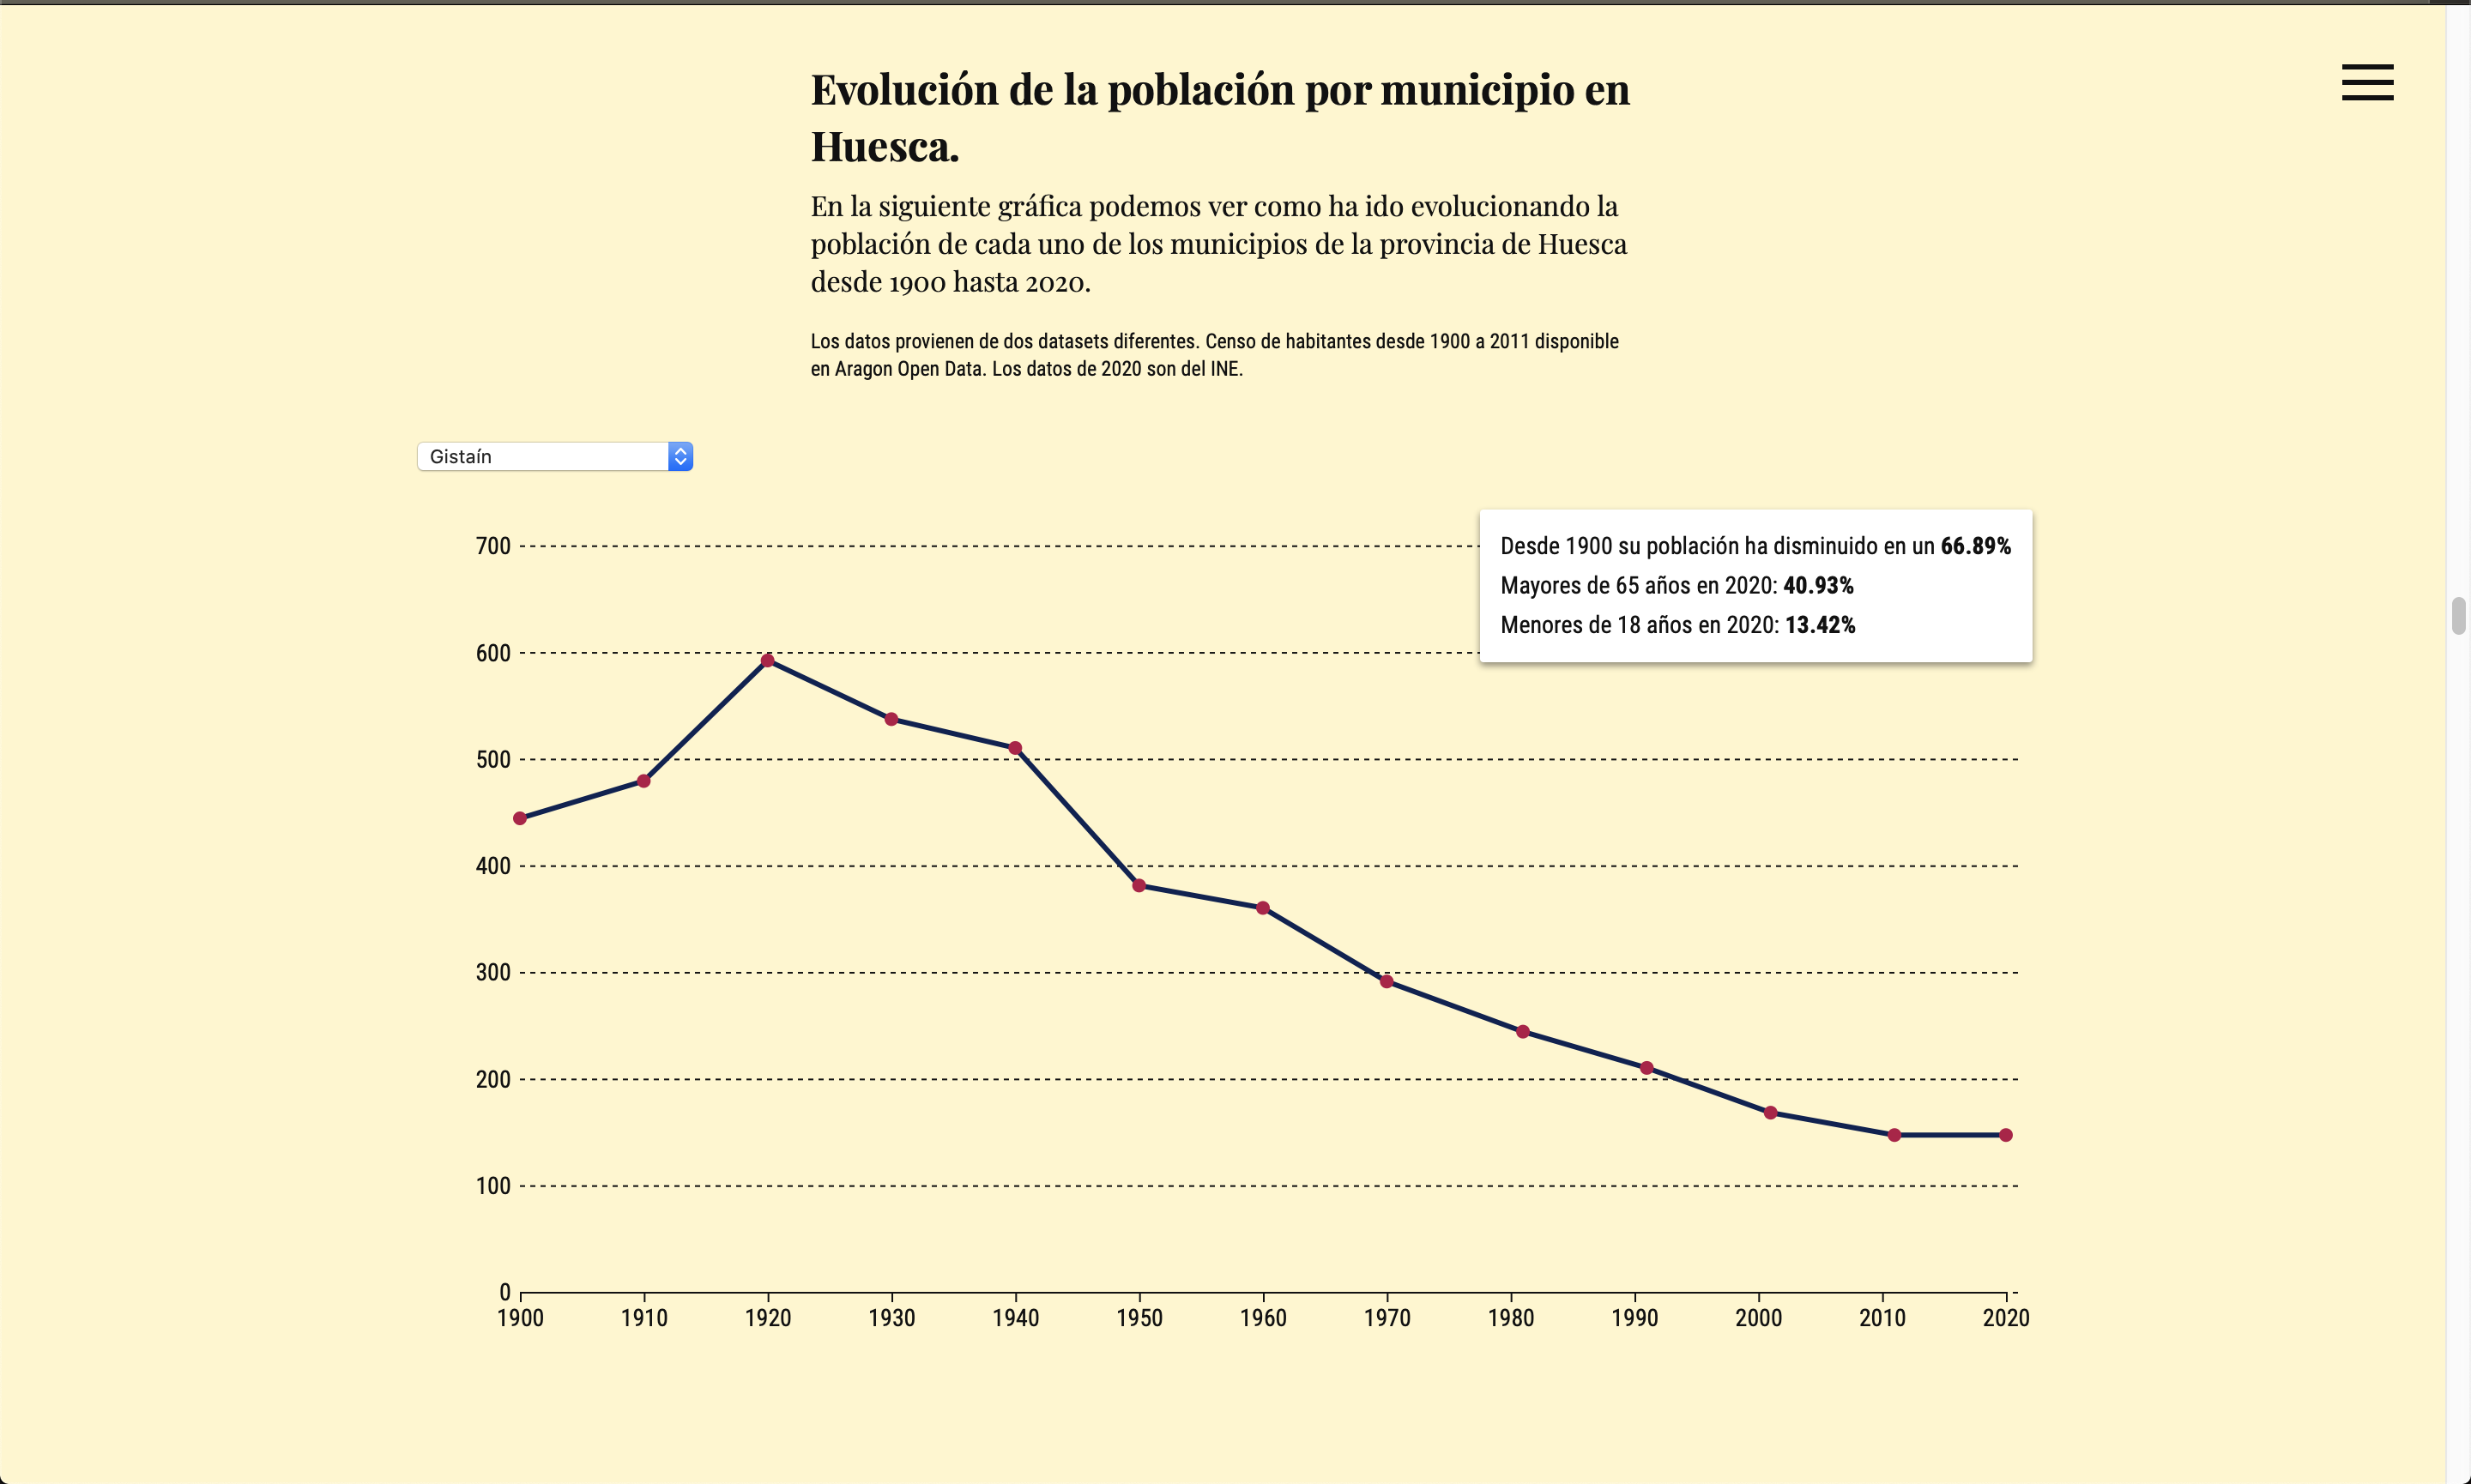 Evolución de la población por municipio en
Huesca.
En la siguiente gráfica podemos ver como ha ido evolucionando la
población de cada uno de los municipios de la provincia de Huesca
desde 1900 hasta 2020.
Los datos provienen de dos datasets diferentes. Censo de habitantes desde 1900 a 2011 disponible
en Aragon Open Data. Los datos de 2020 son del INE.
Gistaín
Desde 1900 su población ha disminuido en un 66.89%
Mayores de 65 años en 2020: 40.93%
Menores de 18 años en 2020: 13.42%
700
600
500
400
300
200
100
0
1900 1910 1920 1930 1940 1950 1960 1970 1980 1990 2000 2010 2020